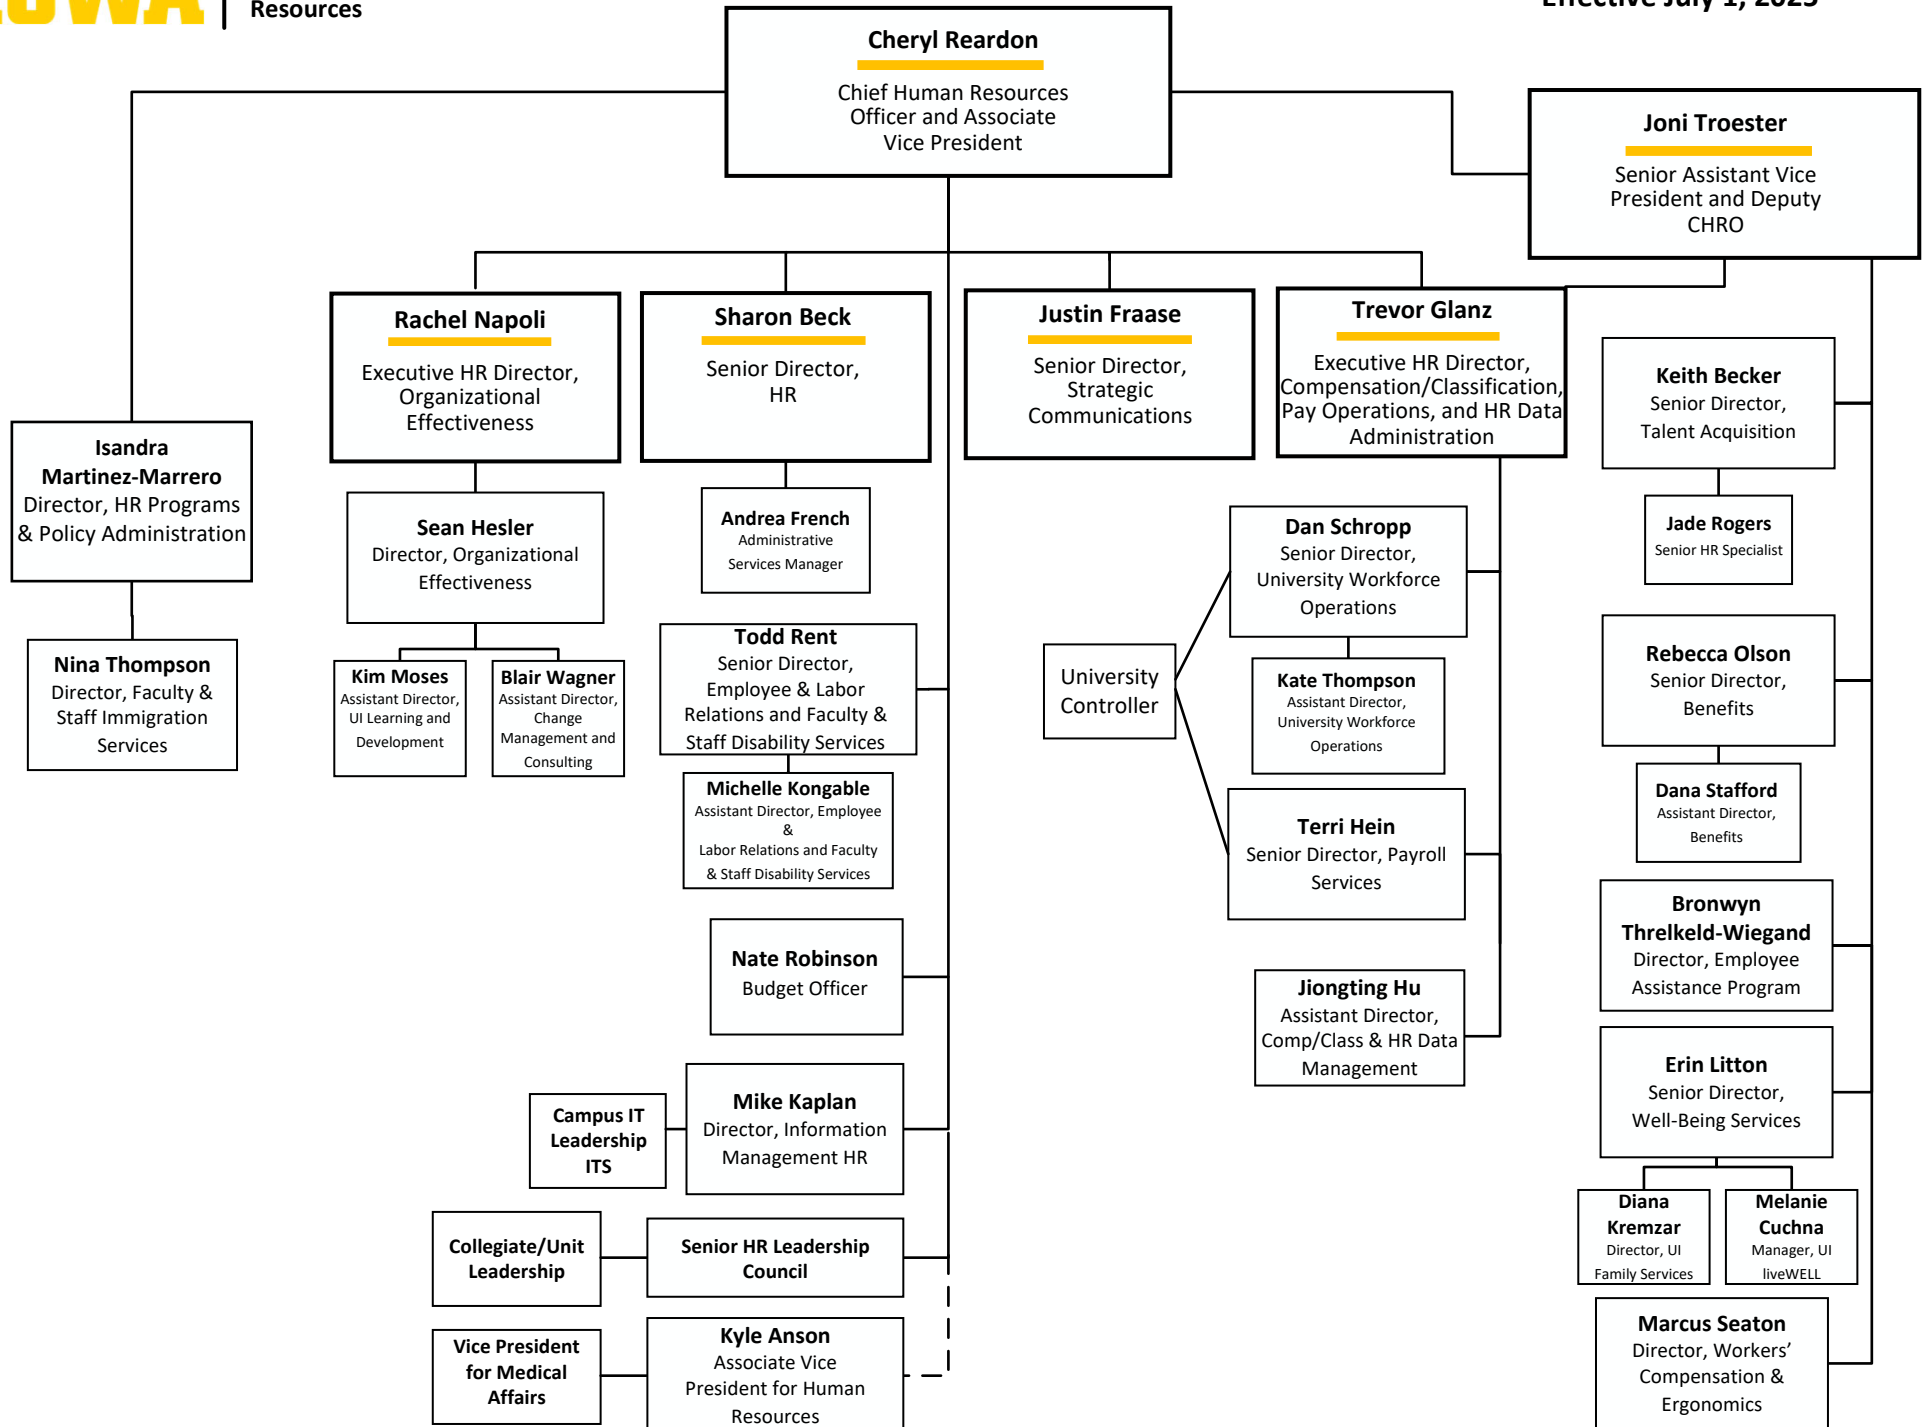 IOWA
Resources
Effective July 1, 2025
Cheryl Reardon
Chief Human Resources
Officer and Associate
Vice President
Joni Troester
Senior Assistant Vice
President and Deputy
CHRO
Rachel Napoli
Executive HR Director,
Organizational
Effectiveness
Sharon Beck
Senior Director,
HR
Justin Fraase
Senior Director,
Strategic
Communications
Trevor Glanz
Executive HR Director,
Compensation/Classification,
Pay Operations, and HR Data
Administration
Isandra
Martinez-Marrero
Director, HR Programs
& Policy Administration
Nina Thompson
Director, Faculty &
Staff Immigration
Services
Sean Hesler
Director, Organizational
Effectiveness
Kim Moses
Assistant Director,
UI Learning and
Development
Blair Wagner
Assistant Director,
Change
Management and
Consulting
Andrea French
Administrative
Services Manager
Todd Rent
Senior Director,
Employee & Labor
Relations and Faculty &
Staff Disability Services
Michelle Kongable
Assistant Director, Employee
&
Labor Relations and Faculty
& Staff Disability Services
Nate Robinson
Budget Officer
Campus IT
Leadership
ITS
Mike Kaplan
Director, Information
Management HR
Collegiate/Unit
Leadership
Senior HR Leadership
Council
Vice President
for Medical
Affairs
Kyle Anson
Associate Vice
President for Human
Resources
University
Controller
Dan Schropp
Senior Director,
University Workforce
Operations
Kate Thompson
Assistant Director,
University Workforce
Operations
Terri Hein
Senior Director, Payroll
Services
Jiongting Hu
Assistant Director,
Comp/Class & HR Data
Management
Keith Becker
Senior Director,
Talent Acquisition
Jade Rogers
Senior HR Specialist
Rebecca Olson
Senior Director,
Benefits
Dana Stafford
Assistant Director,
Benefits
Bronwyn
Threlkeld-Wiegand
Director, Employee
Assistance Program
Erin Litton
Senior Director,
Well-Being Services
Diana
Kremzar
Director, UI
Family Services
Melanie
Cuchna
Manager, UI
liveWELL
Marcus Seaton
Director, Workers’
Compensation &
Ergonomics